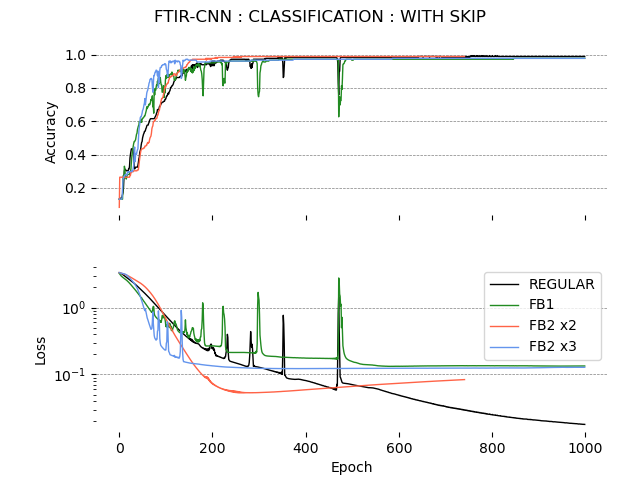 FTIR-CNN : CLASSIFICATION : WITH SKIP
Accuracy
1.0
0.8
0.6
0.4
0.2
Loss
10⁰
10⁻¹
REGULAR
FB1
FB2 x2
FB2 x3
0 200 400 600 800 1000
Epoch